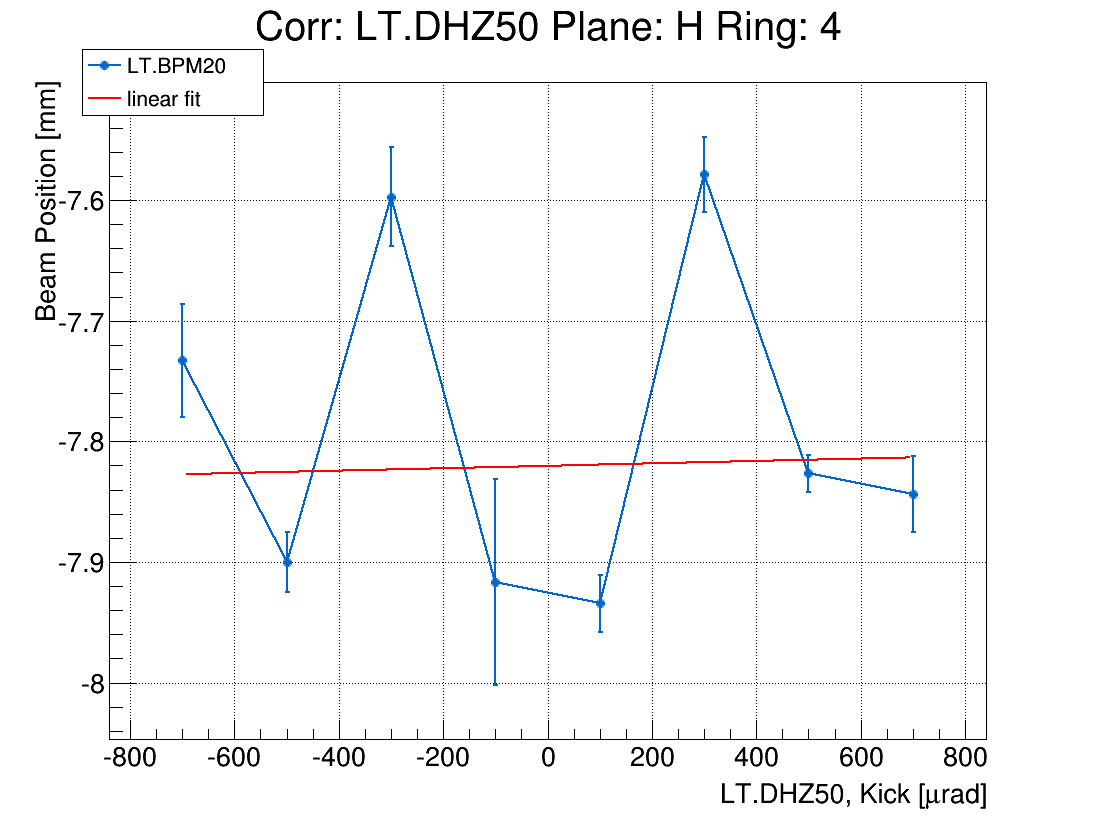 Corr: LT.DHZ50 Plane: H Ring: 4
LT.BPM20
linear fit
Beam Position [mm]
-7.6
-7.7
-7.8
-7.9
-8
-800 -600 -400 -200 0 200 400 600 800
LT.DHZ50, Kick [μrad]